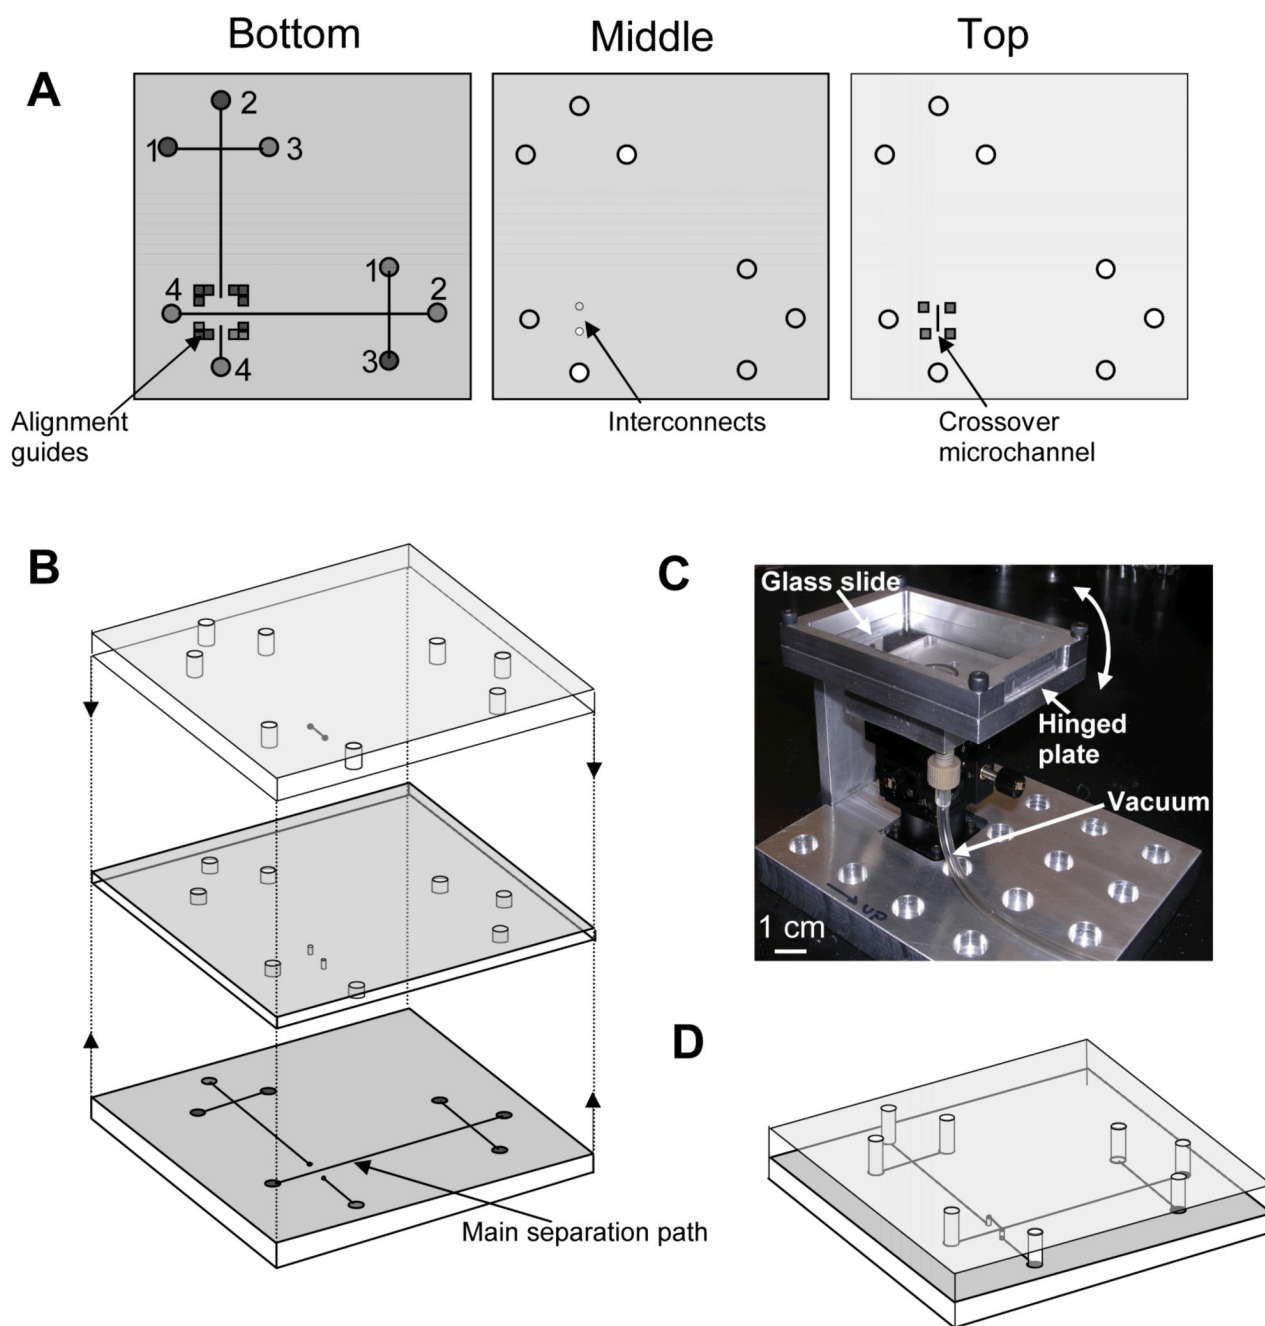 Bottom
Middle
Top
A
2
1
3
4
1
2
3
4
Alignment
guides
Interconnects
Crossover
microchannel
B
Main separation path
C
Glass slide
Hinged
plate
Vacuum
UP
1 cm
D